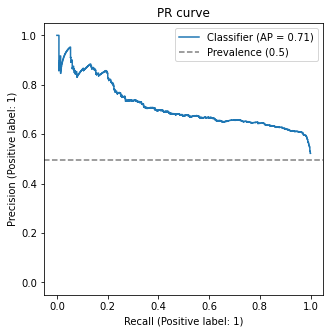 PR curve
Classifier (AP = 0.71)
Prevalence (0.5)
1.0
0.8
0.6
0.4
0.2
0.0
Precision (Positive label: 1)
0.0 0.2 0.4 0.6 0.8 1.0
Recall (Positive label: 1)